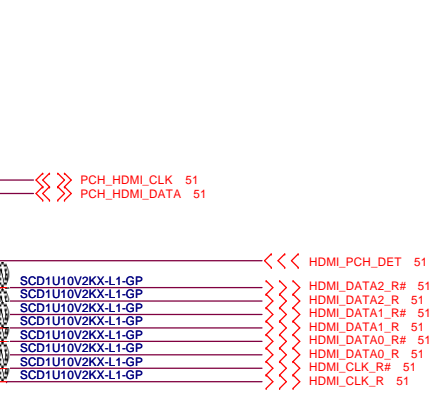 PCH_HDMI_CLK 51
PCH_HDMI_DATA 51
HDMI_PCH_DET 51
SCD1U10V2KX-L1-GP HDMI_DATA2_R# 51
SCD1U10V2KX-L1-GP HDMI_DATA2_R 51
SCD1U10V2KX-L1-GP HDMI_DATA1_R# 51
SCD1U10V2KX-L1-GP HDMI_DATA1_R 51
SCD1U10V2KX-L1-GP HDMI_DATA0_R# 51
SCD1U10V2KX-L1-GP HDMI_DATA0_R 51
SCD1U10V2KX-L1-GP HDMI_CLK_R# 51
SCD1U10V2KX-L1-GP HDMI_CLK_R 51